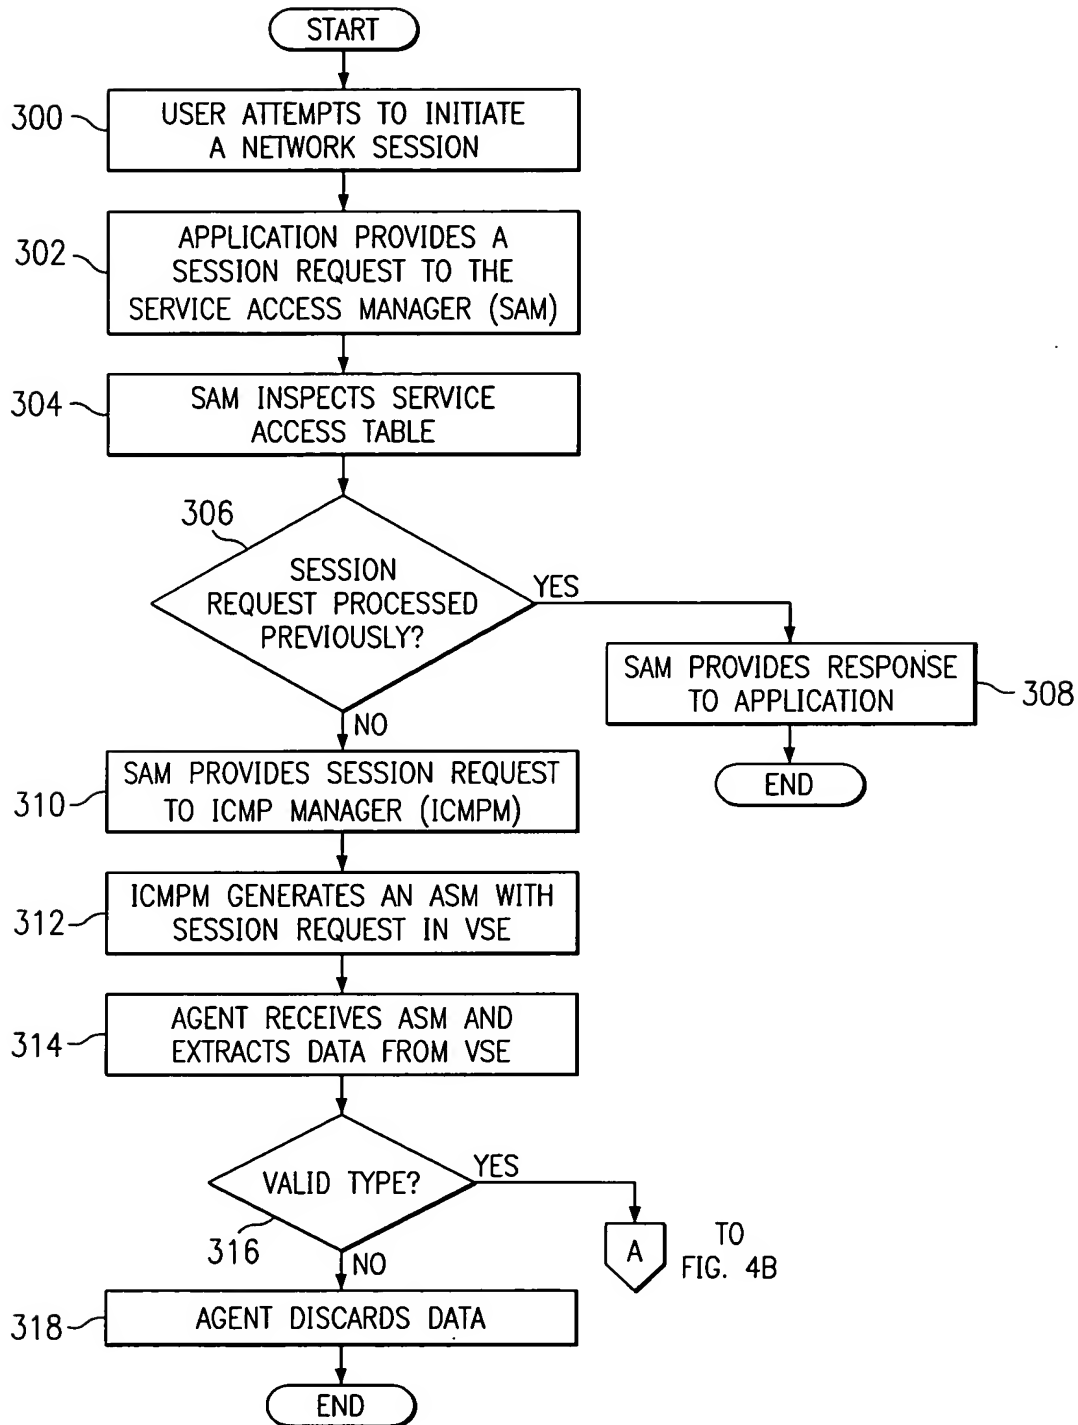 START
300
USER ATTEMPTS TO INITIATE
A NETWORK SESSION
302
APPLICATION PROVIDES A
SESSION REQUEST TO THE
SERVICE ACCESS MANAGER (SAM)
304
SAM INSPECTS SERVICE
ACCESS TABLE
306
SESSION
REQUEST PROCESSED
PREVIOUSLY?
YES
SAM PROVIDES RESPONSE
TO APPLICATION
308
END
NO
310
SAM PROVIDES SESSION REQUEST
TO ICMP MANAGER (ICMPM)
312
ICMPM GENERATES AN ASM WITH
SESSION REQUEST IN VSE
314
AGENT RECEIVES ASM AND
EXTRACTS DATA FROM VSE
VALID TYPE?
316
YES
A
TO
FIG. 4B
NO
318
AGENT DISCARDS DATA
END